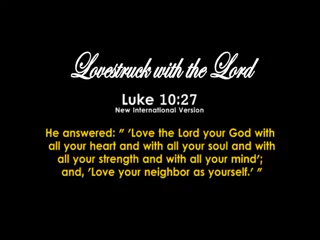 Lovestruck with the Lord
Luke 10:27
New International Version
He answered: " 'Love the Lord your God with
all your heart and with all your soul and with
all your strength and with all your mind';
and, 'Love your neighbor as yourself.' "